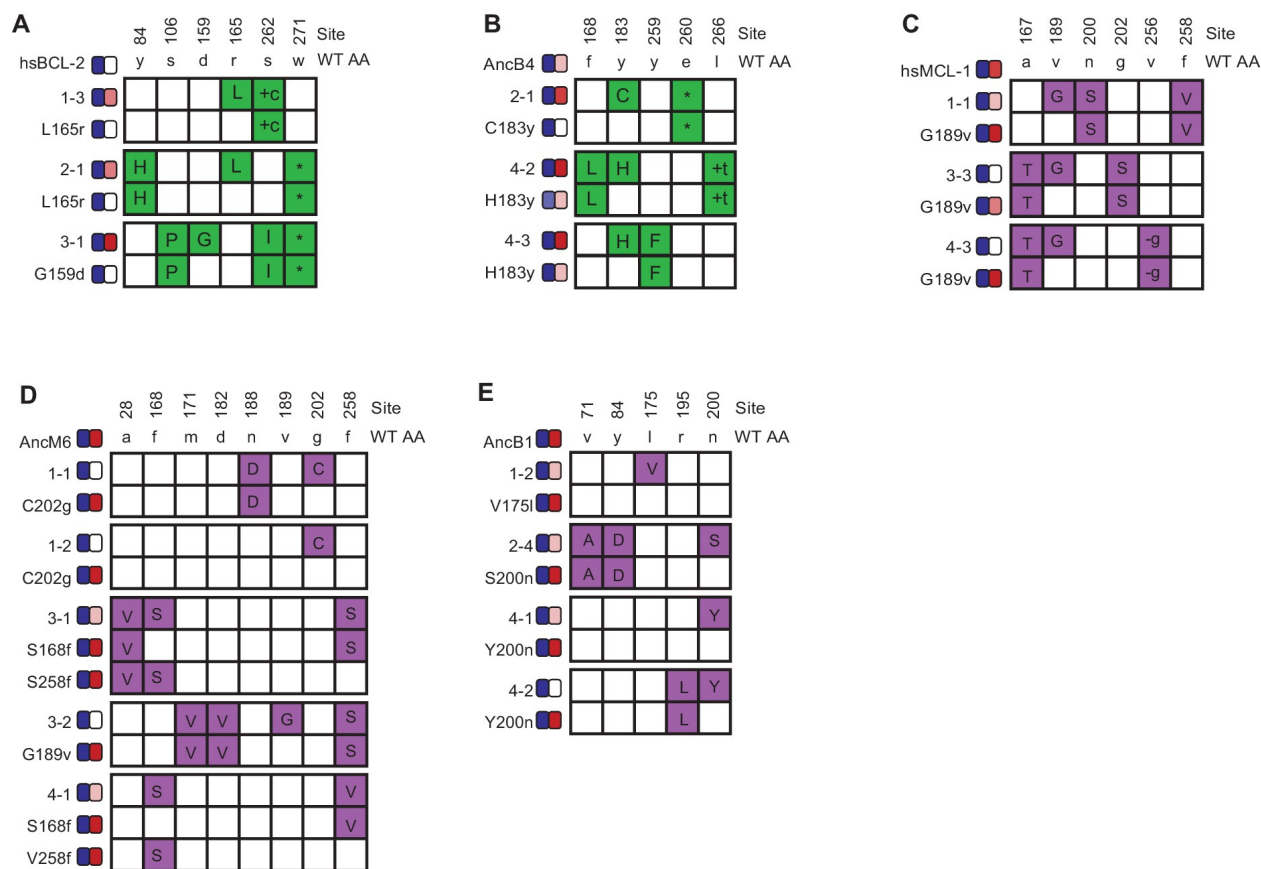 A
84 106 159 165 262 271 Site
hsBCL-2 y s d r s w WT AA
1-3 L +c
L165r +c
2-1 H L *
L165r H *
3-1 P G I *
G159d P I *
B
168 183 259 260 266 Site
AncB4 f y y e l WT AA
2-1 C *
C183y *
4-2 L H +t
H183y L +t
4-3 H F
H183y F
C
167 189 200 202 256 258 Site
hsMCL-1 a v n g v f WT AA
1-1 G S V
G189v S V
3-3 T G S
G189v T S
4-3 T G -g
G189v T -g
D
28 168 171 182 188 189 202 258 Site
AncM6 a f m d n v g f WT AA
1-1 D C
C202g D
1-2 C
C202g
3-1 V S S
S168f V S
S258f V S
3-2 V V G S
G189v V V S
4-1 S V
S168f V
V258f S
E
71 84 175 195 200 Site
AncB1 v y l r n WT AA
1-2 V
V175l
2-4 A D S
S200n A D
4-1 Y
Y200n
4-2 L Y
Y200n L